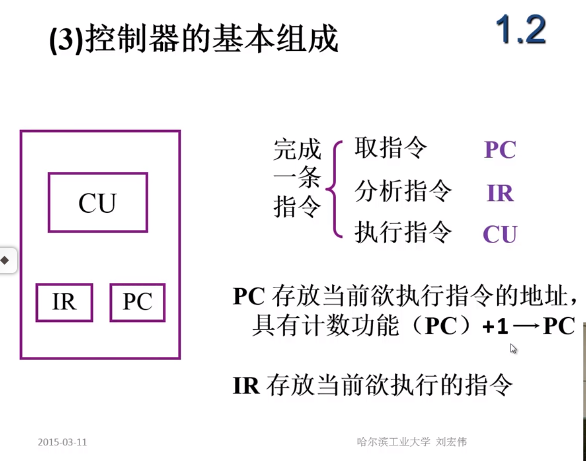 (3)控制器的基本组成
1.2
CU
IR
PC
完成
一条
指令
取指令 PC
分析指令 IR
执行指令 CU
PC 存放当前欲执行指令的地址，
具有计数功能（PC）+1→PC
IR 存放当前欲执行的指令
2015-03-11
哈尔滨工业大学 刘宏伟